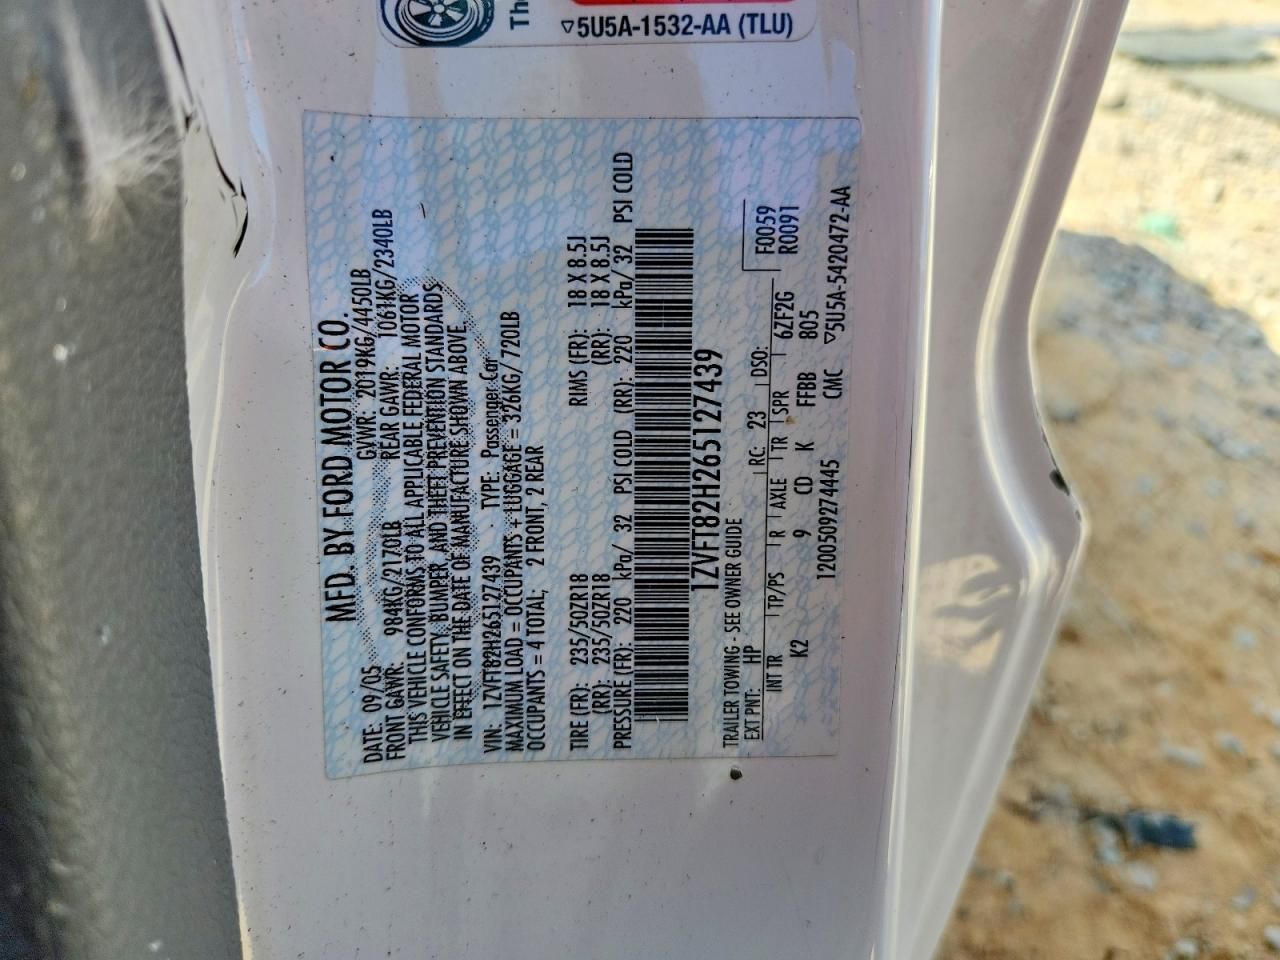 Th
▽5U5A-1532-AA (TLU)
MFD. BY FORD MOTOR CO.
DATE: 09/05 GVWR: 2019KG/4450LB
FRONT GAWR: 984KG/2170LB REAR GAWR: 1061KG/2340LB
THIS VEHICLE CONFORMS TO ALL APPLICABLE FEDERAL MOTOR
VEHICLE SAFETY, BUMPER, AND THEFT PREVENTION STANDARDS
IN EFFECT ON THE DATE OF MANUFACTURE SHOWN ABOVE.
VIN: 1ZVFT82H265127439 TYPE: Passenger Car
MAXIMUM LOAD = OCCUPANTS + LUGGAGE = 326KG/720LB
OCCUPANTS = 4 TOTAL; 2 FRONT, 2 REAR
TIRE (FR): 235/50ZR18 RIMS (FR): 18 X 8.5J
(RR): 235/50ZR18 (RR): 18 X 8.5J
PRESSURE (FR): 220 kPa/ 32 PSI COLD (RR): 220 kPa/ 32 PSI COLD
1ZVFT82H265127439
TRAILER TOWING - SEE OWNER GUIDE
EXT PNT: HP RC: 23 DSO: F0059
R0091
INT TR TP/PS R AXLE TR SPR 6ZF2G
K2 9 CD K FFBB 805
1200509274445 CMC ▽5U5A-5420472-AA